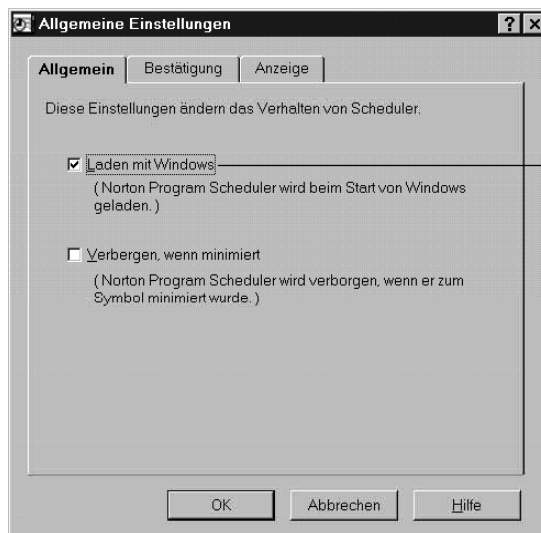 Allgemeine Einstellungen
Allgemein Bestätigung Anzeige
Diese Einstellungen ändern das Verhalten von Scheduler.
Laden mit Windows
( Norton Program Scheduler wird beim Start von Windows
geladen. )
Verbergen, wenn minimiert
( Norton Program Scheduler wird verborgen, wenn er zum
Symbol minimiert wurde. )
OK Abbrechen Hilfe